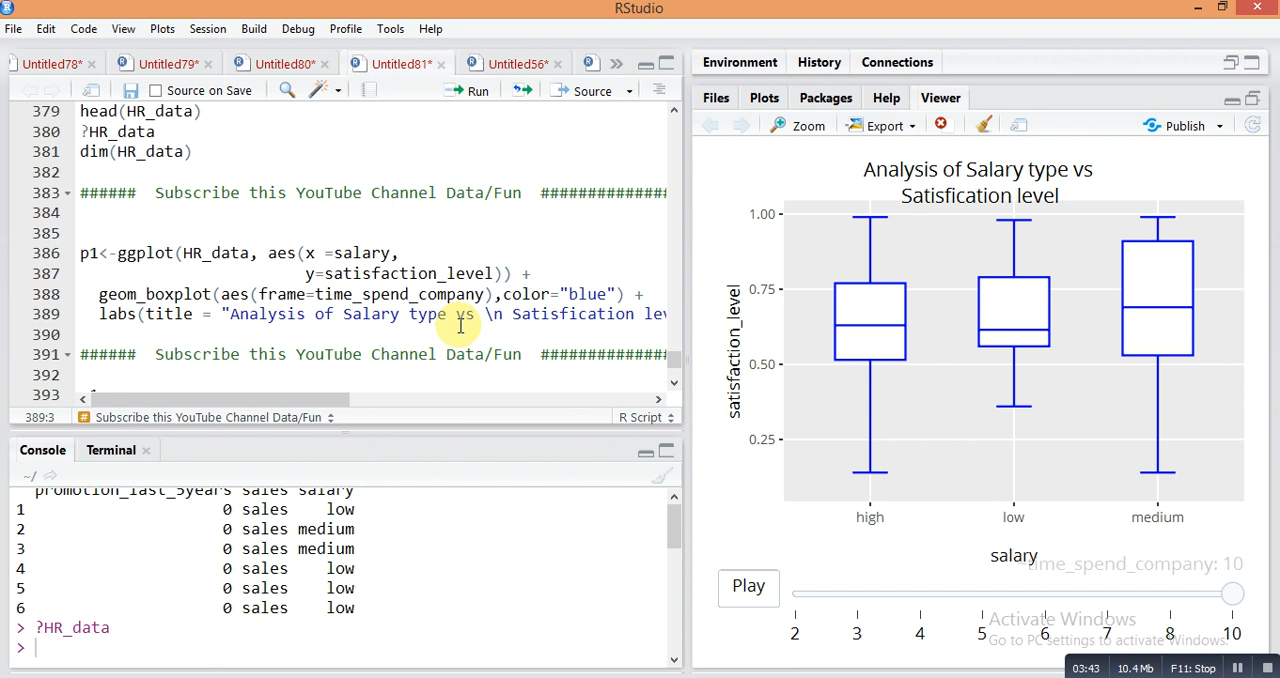 RStudio
File Edit Code View Plots Session Build Debug Profile Tools Help
Untitled78* Untitled79* Untitled80* Untitled81* Untitled56*
Source on Save Run Source
379 head(HR_data)
380 ?HR_data
381 dim(HR_data)
382
383 ###### Subscribe this YouTube Channel Data/Fun ##############
384
385
386 p1<-ggplot(HR_data, aes(x =salary,
387 y=satisfaction_level)) +
388 geom_boxplot(aes(frame=time_spend_company),color="blue") +
389 labs(title = "Analysis of Salary type vs \n Satisfication lev
390
391 ###### Subscribe this YouTube Channel Data/Fun ##############
392
393
389:3 # Subscribe this YouTube Channel Data/Fun R Script
Console Terminal
~/
promotion_last_5years sales salary
1 0 sales low
2 0 sales medium
3 0 sales medium
4 0 sales low
5 0 sales low
6 0 sales low
> ?HR_data
>
Environment History Connections
Files Plots Packages Help Viewer
Zoom Export Publish
Analysis of Salary type vs
Satisfication level
1.00
0.75
0.50
0.25
satisfaction_level
high low medium
salary
time_spend_company: 10
Play
2 3 4 5 6 7 8 10
Activate Windows
Go to PC settings to activate Windows.
03:43 10.4Mb F11: Stop